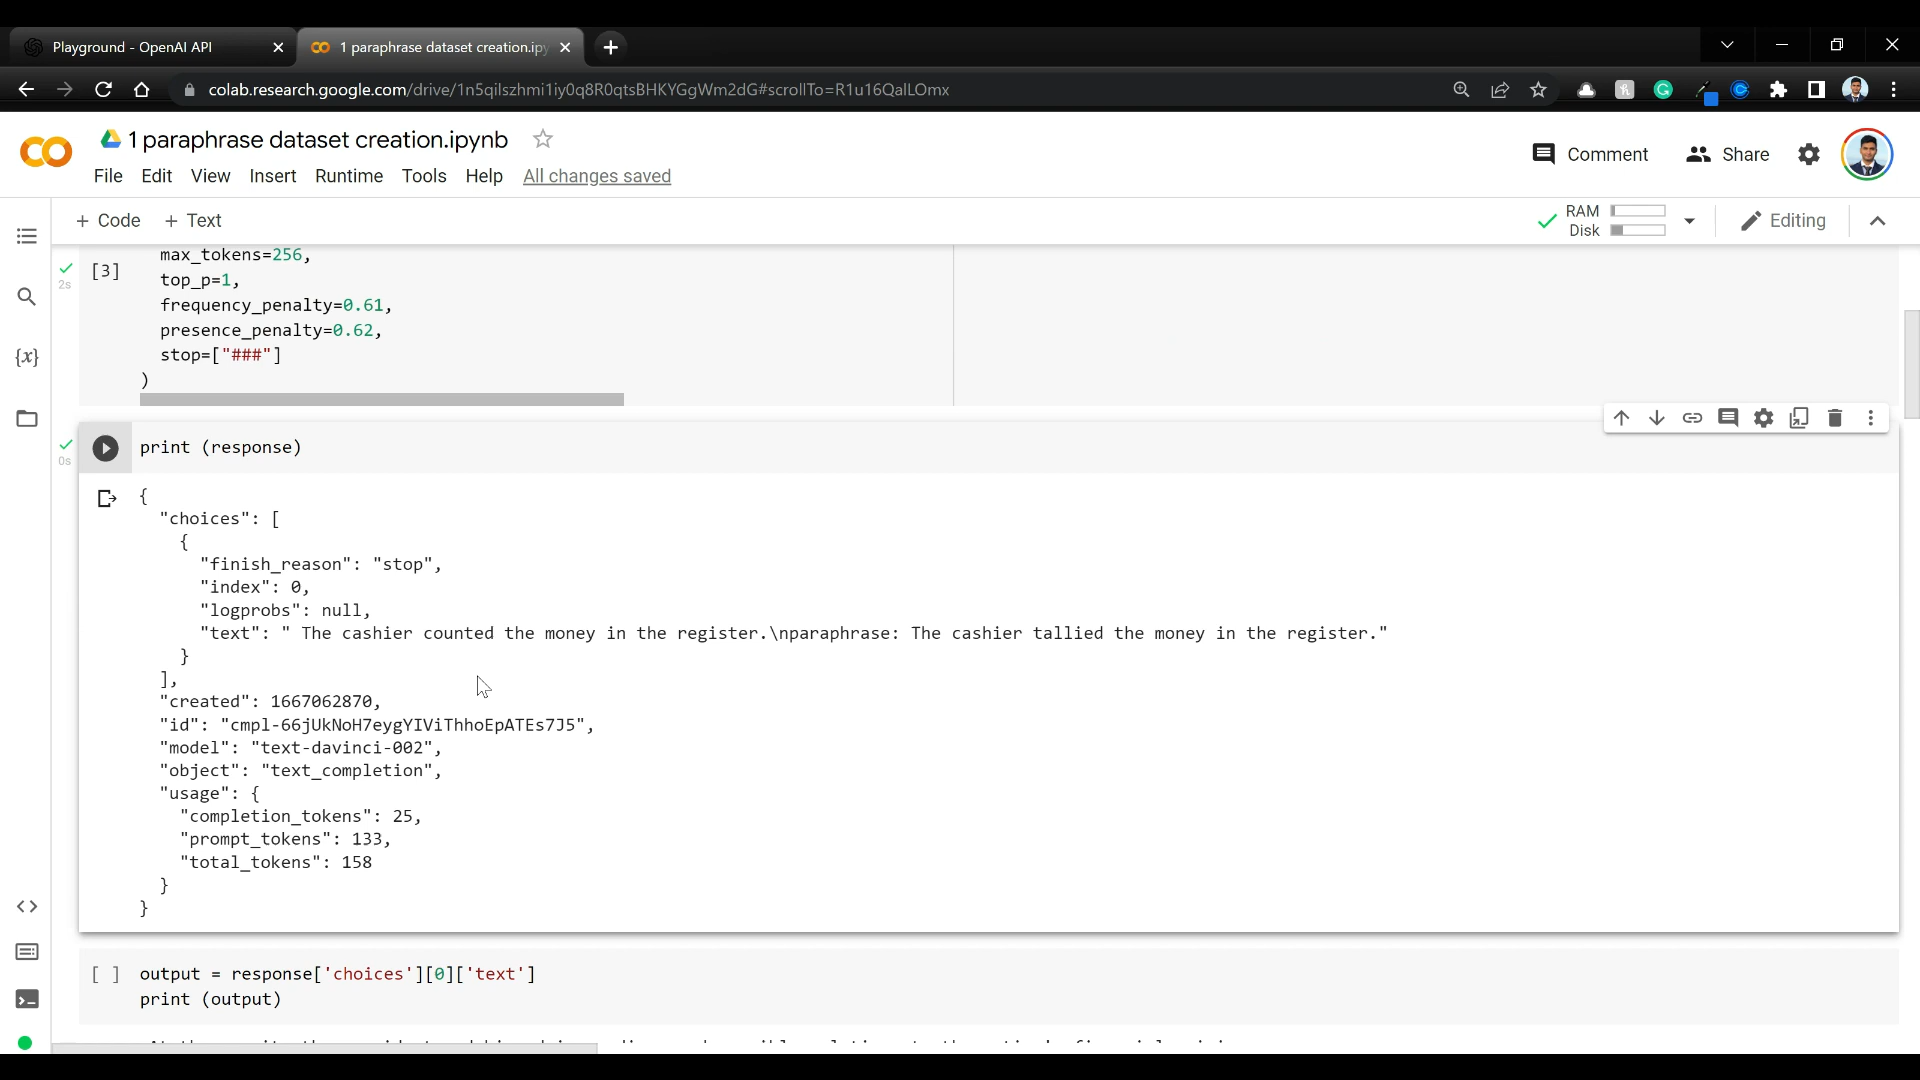 Playground - OpenAI API
1 paraphrase dataset creation.ipy
colab.research.google.com/drive/1n5qilszhmi1iy0q8R0qtsBHKYGgWm2dG#scrollTo=R1u16QalLOmx
1 paraphrase dataset creation.ipynb
Comment
Share
File Edit View Insert Runtime Tools Help All changes saved
+ Code + Text
RAM
Disk
Editing
max_tokens=256,
[3]
2s
top_p=1,
frequency_penalty=0.61,
presence_penalty=0.62,
stop=["###"]
)
{x}
print (response)
0s
{
"choices": [
{
"finish_reason": "stop",
"index": 0,
"logprobs": null,
"text": " The cashier counted the money in the register.\nparaphrase: The cashier tallied the money in the register."
}
],
"created": 1667062870,
"id": "cmpl-66jUkNoH7eygYIViThhoEpATEs7J5",
"model": "text-davinci-002",
"object": "text_completion",
"usage": {
"completion_tokens": 25,
"prompt_tokens": 133,
"total_tokens": 158
}
}
[ ] output = response['choices'][0]['text']
print (output)